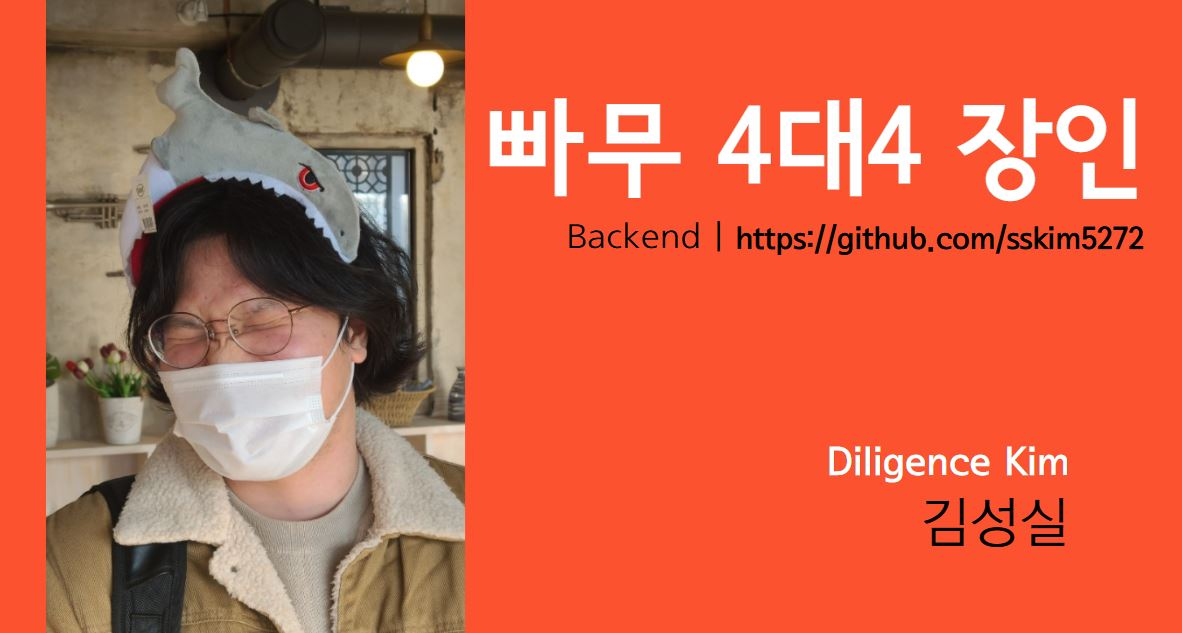 빠무 4대4 장인
Backend | https://github.com/sskim5272
Diligence Kim
김성실